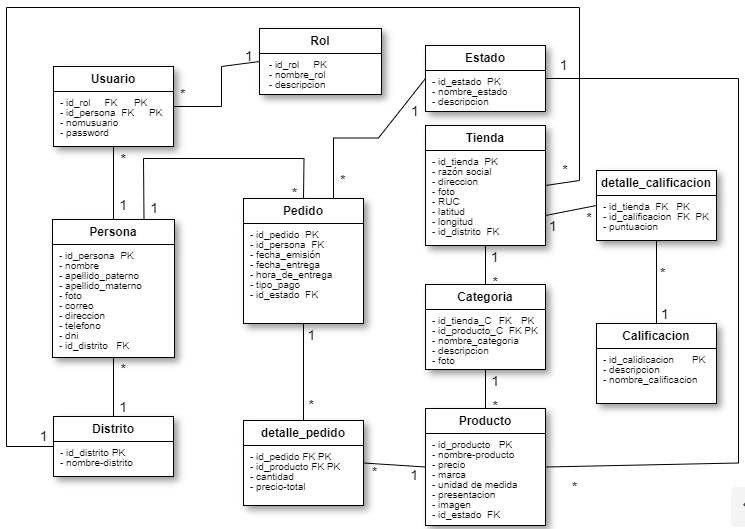 Rol
- id_rol PK
- nombre_rol
- descripcion
1
*
Usuario
- id_rol FK PK
- id_persona FK PK
- nomusuario
- password
*
1
Estado
- id_estado PK
- nombre_estado
- descripcion
1
1
*
Tienda
- id_tienda PK
- razón social
- direccion
- foto
- RUC
- latitud
- longitud
- id_distrito FK
*
1
*
1
*
detalle_calificacion
- id_tienda FK PK
- id_calificacion FK PK
- puntuacion
*
1
Persona
- id_persona PK
- nombre
- apellido_paterno
- apellido_materno
- foto
- correo
- direccion
- telefono
- dni
- id_distrito FK
1
*
*
1
Pedido
- id_pedido PK
- id_persona FK
- fecha_emisión
- fecha_entrega
- hora_de_entrega
- tipo_pago
- id_estado FK
1
*
Categoria
- id_tienda_C FK PK
- id_producto_C FK PK
- nombre_categoria
- descripcion
- foto
1
*
Calificacion
- id_calidicacion PK
- descripcion
- nombre_calificacion
Distrito
- id_distrito PK
- nombre-distrito
1
detalle_pedido
- id_pedido FK PK
- id_producto FK PK
- cantidad
- precio-total
*
1
Producto
- id_producto PK
- nombre-producto
- precio
- marca
- unidad de medida
- presentacion
- imagen
- id_estado FK
*